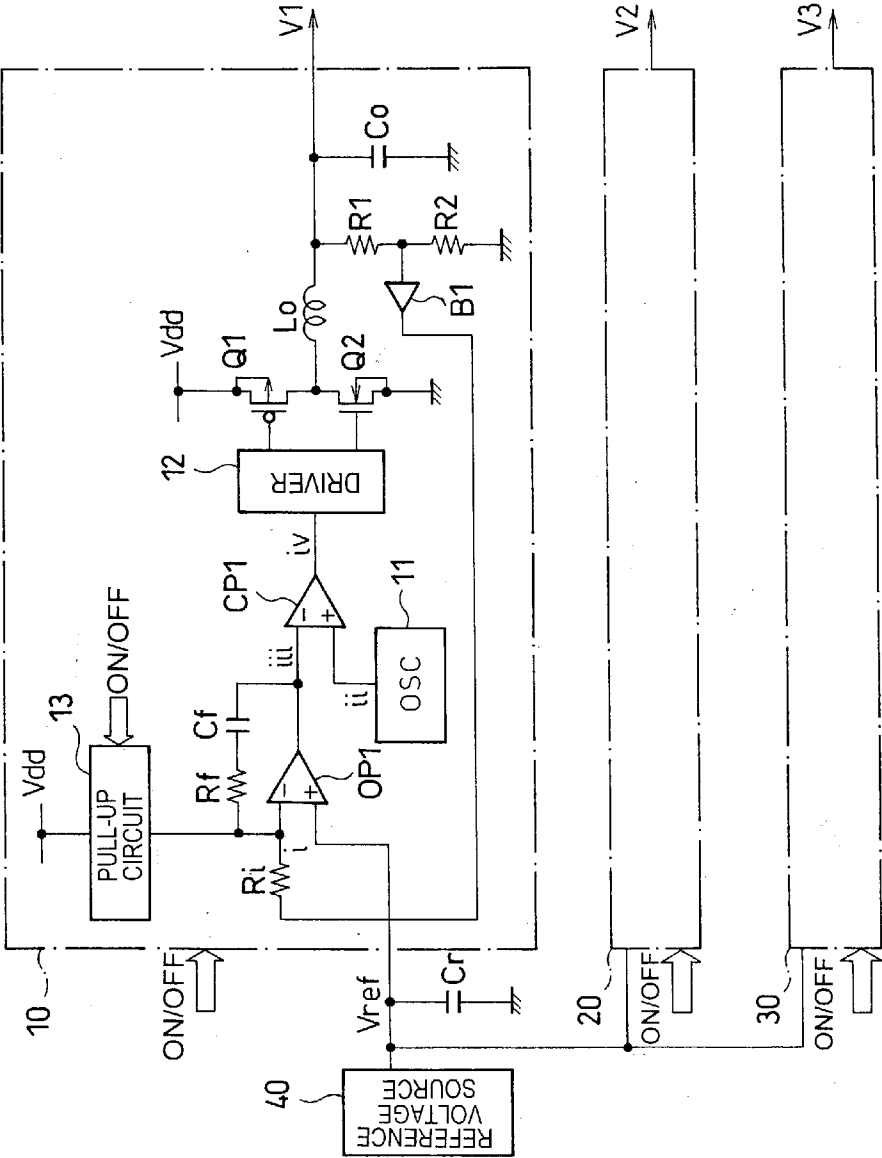 10
ON/OFF
Vdd
13
PULL-UP
CIRCUIT
ON/OFF
Ri
Rf
Cf
i
OP1
iii
CP1
ii
OSC
11
iv
12
DRIVER
Vdd
Q1
Q2
Lo
B1
R1
R2
Co
V1
40
REFERENCE
VOLTAGE
SOURCE
Vref
Cr
20
ON/OFF
V2
30
ON/OFF
V3